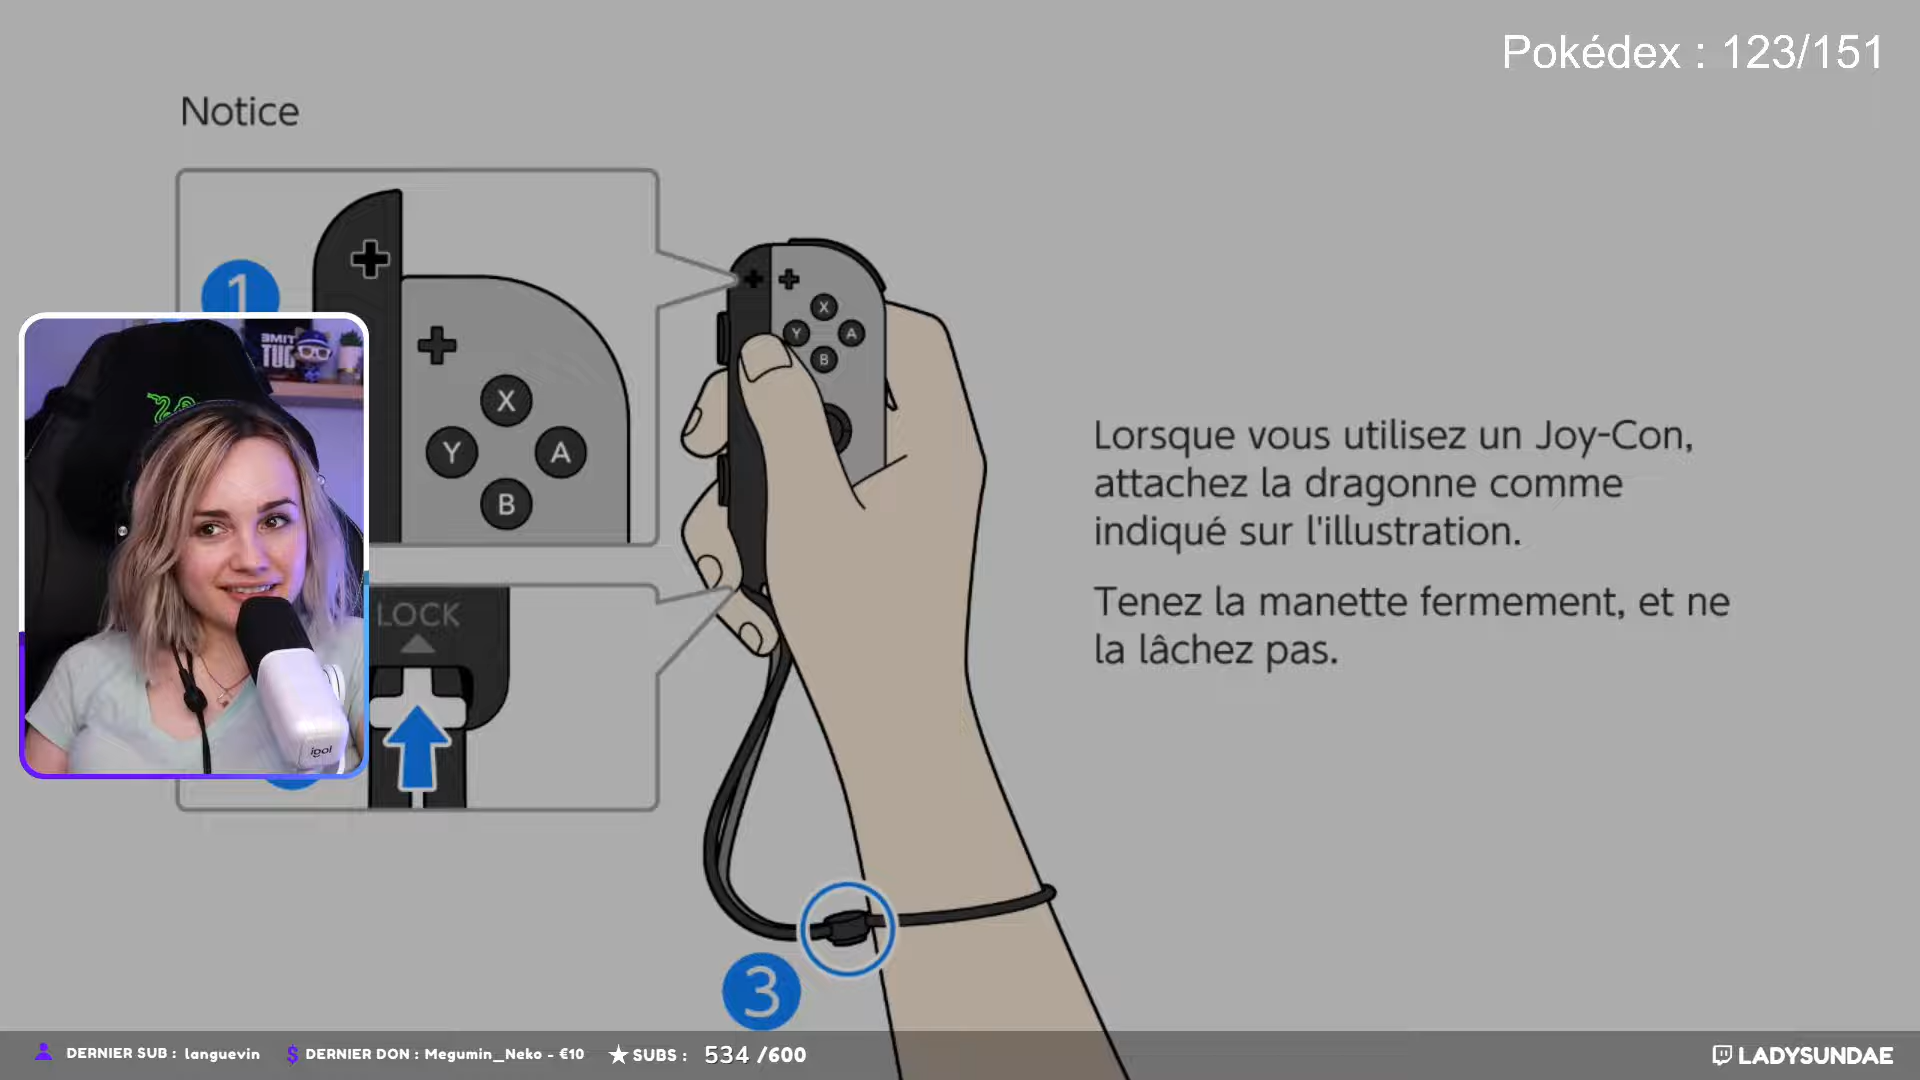 Pokédex : 123/151
Notice
1
X
Y
A
B
X
Y
A
B
LOCK
3
Lorsque vous utilisez un Joy-Con,
attachez la dragonne comme
indiqué sur l'illustration.
Tenez la manette fermement, et ne
la lâchez pas.
DERNIER SUB : languevin
$ DERNIER DON : Megumin_Neko - €10
SUBS : 534 /600
LADYSUNDAE